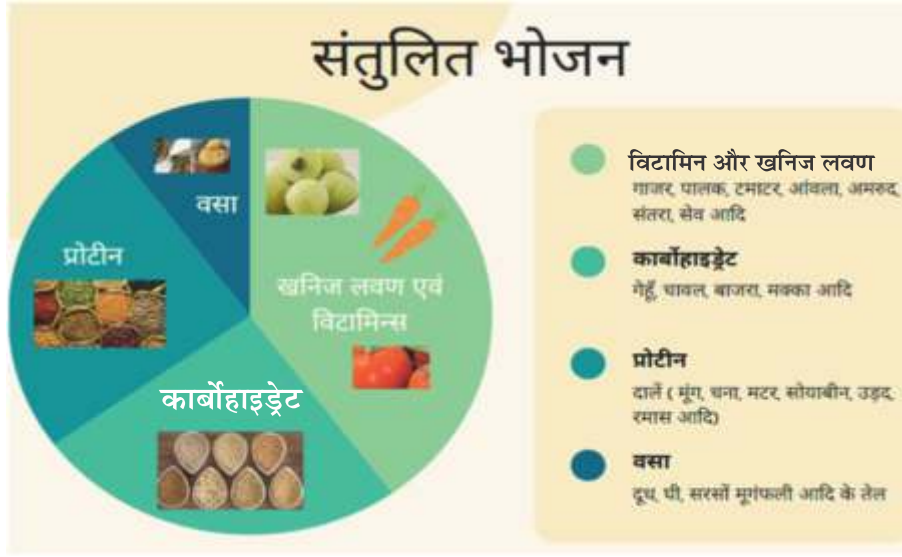 संतुलित भोजन
वसा
प्रोटीन
खनिज लवण एवं
विटामिन्स
कार्बोहाइड्रेट
विटामिन और खनिज लवण
गाजर, पालक, टमाटर, आंवला, अमरुद,
संतरा, सेव आदि
कार्बोहाइड्रेट
गेहूँ, चावल, बाजरा, मक्का आदि
प्रोटीन
दालें ( मूंग, चना, मटर, सोयाबीन, उड़द,
रमास आदि)
वसा
दूध, घी, सरसों मूगंफली आदि के तेल